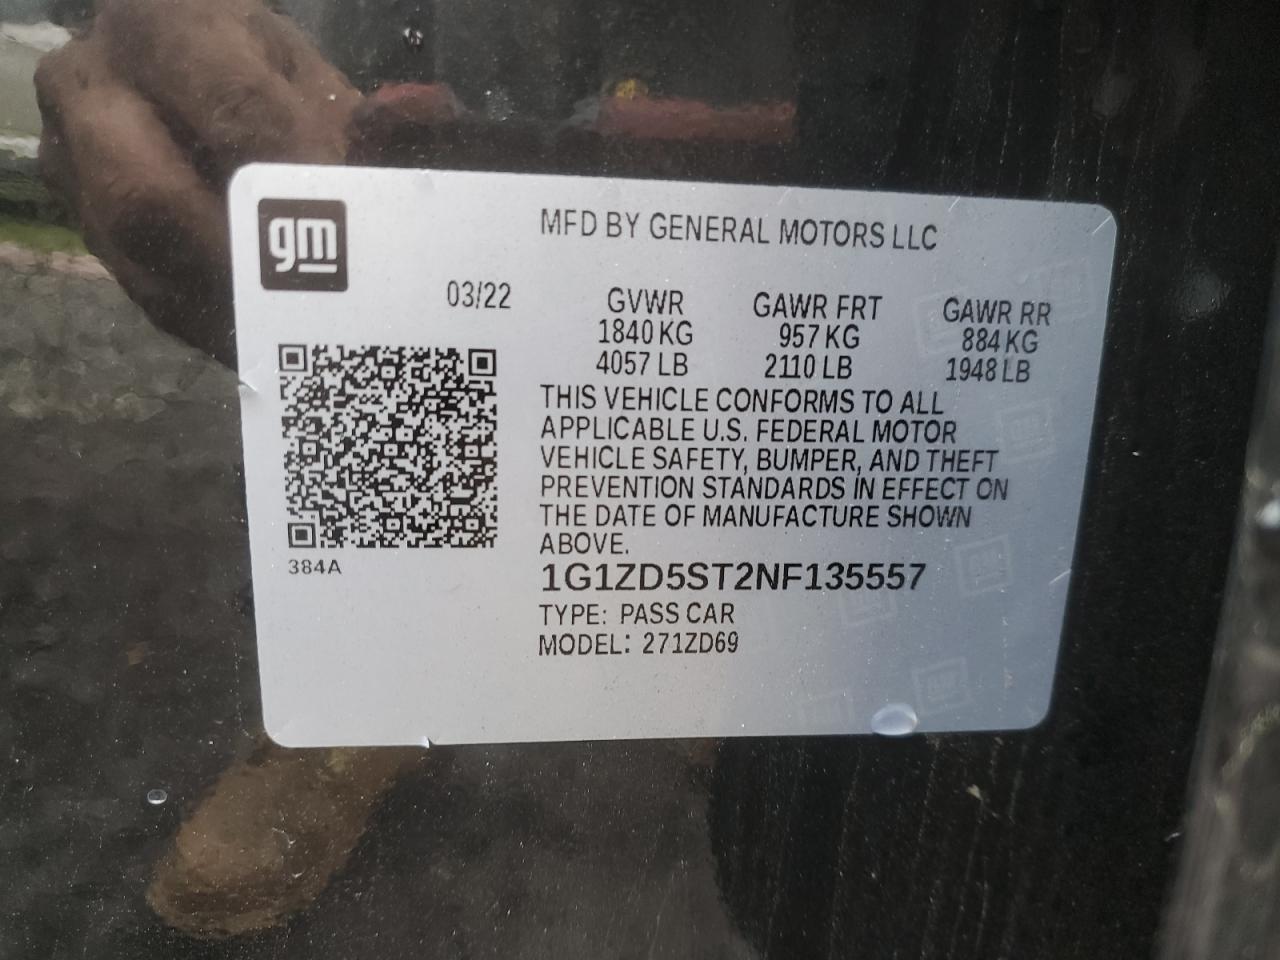 gm
MFD BY GENERAL MOTORS LLC
03/22
GVWR GAWR FRT GAWR RR
1840 KG 957 KG 884 KG
4057 LB 2110 LB 1948 LB
THIS VEHICLE CONFORMS TO ALL
APPLICABLE U.S. FEDERAL MOTOR
VEHICLE SAFETY, BUMPER, AND THEFT
PREVENTION STANDARDS IN EFFECT ON
THE DATE OF MANUFACTURE SHOWN
ABOVE.
384A
1G1ZD5ST2NF135557
TYPE: PASS CAR
MODEL: 271ZD69